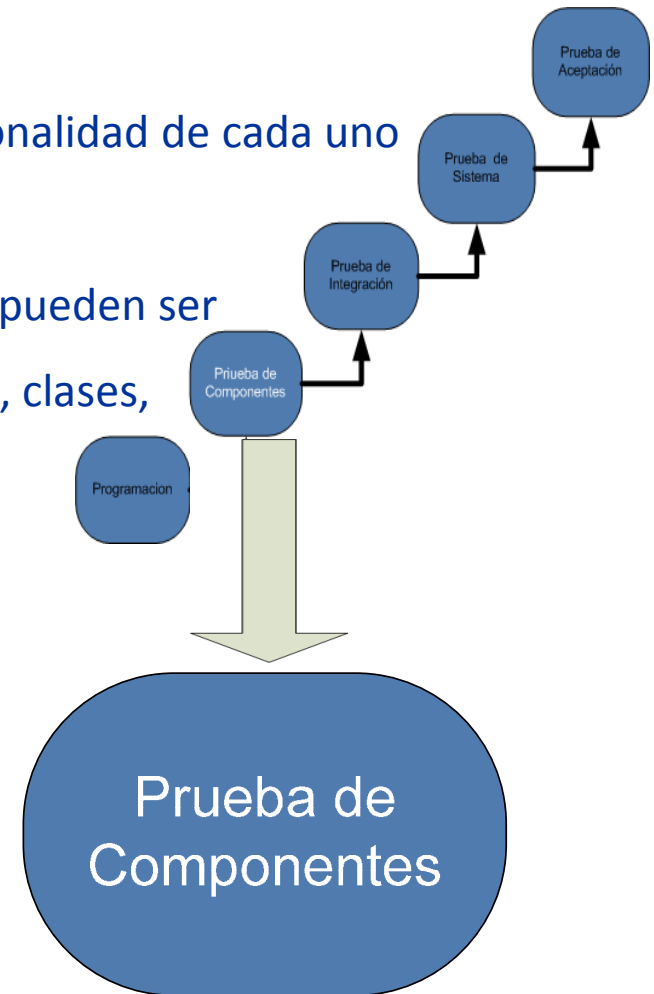 Prueba de
Aceptación
onalidad de cada uno
Prueba de
Sistema
Prueba de
Integración
pueden ser
Priueba de
Componentes
, clases,
Programacion
Prueba de
Componentes